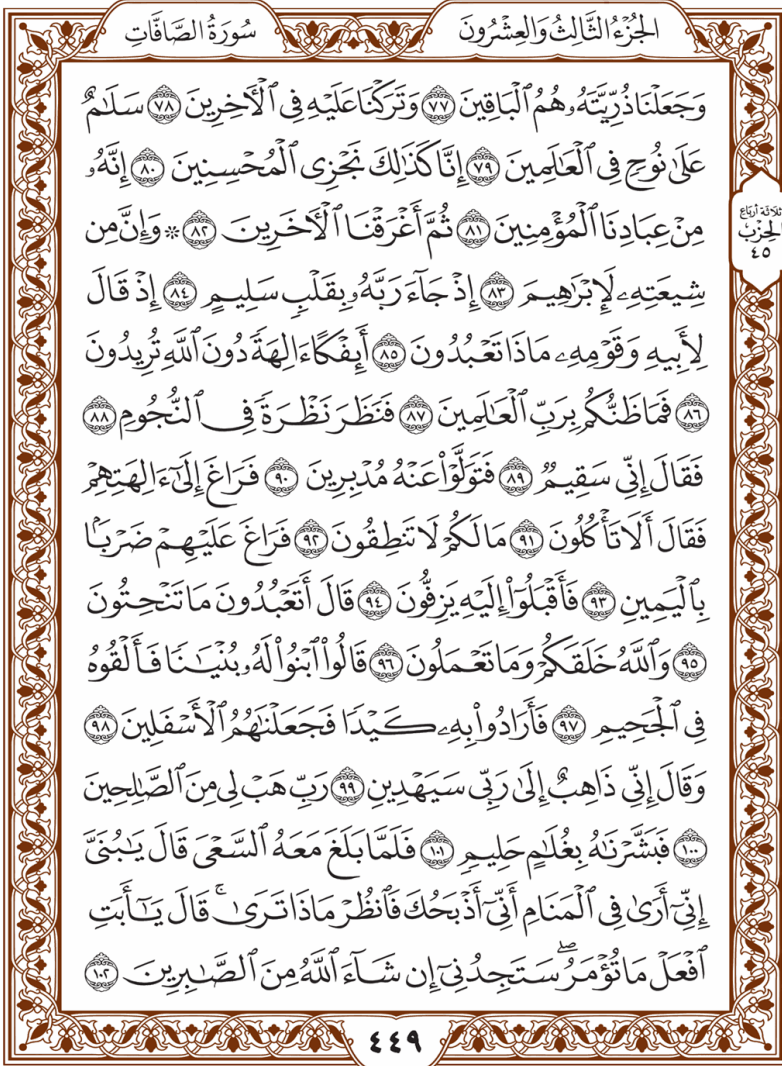 سُورَةُ الصَّافَّاتِ
الجُزْءُ الثَّالِثُ وَالعِشْرُونَ
وَجَعَلْنَا ذُرِّيَّتَهُۥ هُمُ ٱلْبَاقِينَ ٧٧ وَتَرَكْنَا عَلَيْهِ فِى ٱلْأَخِرِينَ ٧٨ سَلَٰمٌ
عَلَىٰ نُوحٍ فِى ٱلْعَٰلَمِينَ ٧٩ إِنَّا كَذَٰلِكَ نَجْزِى ٱلْمُحْسِنِينَ ٨٠ إِنَّهُۥ
مِنْ عِبَادِنَا ٱلْمُؤْمِنِينَ ٨١ ثُمَّ أَغْرَقْنَا ٱلْأَخَرِينَ ٨٢ ۞ وَإِنَّ مِن
ثلاثة أرباع
الحزب
٤٥
شِيعَتِهِۦ لَإِبْرَٰهِيمَ ٨٣ إِذْ جَآءَ رَبَّهُۥ بِقَلْبٍ سَلِيمٍ ٨٤ إِذْ قَالَ
لِأَبِيهِ وَقَوْمِهِۦ مَاذَا تَعْبُدُونَ ٨٥ أَئِفْكًا ءَالِهَةً دُونَ ٱللَّهِ تُرِيدُونَ
٨٦ فَمَا ظَنُّكُم بِرَبِّ ٱلْعَٰلَمِينَ ٨٧ فَنَظَرَ نَظْرَةً فِى ٱلنُّجُومِ ٨٨
فَقَالَ إِنِّى سَقِيمٌ ٨٩ فَتَوَلَّوْا۟ عَنْهُ مُدْبِرِينَ ٩٠ فَرَاغَ إِلَىٰٓ ءَالِهَتِهِمْ
فَقَالَ أَلَا تَأْكُلُونَ ٩١ مَا لَكُمْ لَا تَنطِقُونَ ٩٢ فَرَاغَ عَلَيْهِمْ ضَرْبًۢا
بِٱلْيَمِينِ ٩٣ فَأَقْبَلُوٓا۟ إِلَيْهِ يَزِفُّونَ ٩٤ قَالَ أَتَعْبُدُونَ مَا تَنْحِتُونَ
٩٥ وَٱللَّهُ خَلَقَكُمْ وَمَا تَعْمَلُونَ ٩٦ قَالُوا۟ ٱبْنُوا۟ لَهُۥ بُنْيَٰنًا فَأَلْقُوهُ
فِى ٱلْجَحِيمِ ٩٧ فَأَرَادُوا۟ بِهِۦ كَيْدًا فَجَعَلْنَٰهُمُ ٱلْأَسْفَلِينَ ٩٨
وَقَالَ إِنِّى ذَاهِبٌ إِلَىٰ رَبِّى سَيَهْدِينِ ٩٩ رَبِّ هَبْ لِى مِنَ ٱلصَّٰلِحِينَ
١٠٠ فَبَشَّرْنَٰهُ بِغُلَٰمٍ حَلِيمٍ ١٠١ فَلَمَّا بَلَغَ مَعَهُ ٱلسَّعْىَ قَالَ يَٰبُنَىَّ
إِنِّىٓ أَرَىٰ فِى ٱلْمَنَامِ أَنِّىٓ أَذْبَحُكَ فَٱنظُرْ مَاذَا تَرَىٰ ۚ قَالَ يَٰٓأَبَتِ
ٱفْعَلْ مَا تُؤْمَرُ ۖ سَتَجِدُنِىٓ إِن شَآءَ ٱللَّهُ مِنَ ٱلصَّٰبِرِينَ ١٠٢
٤٤٩